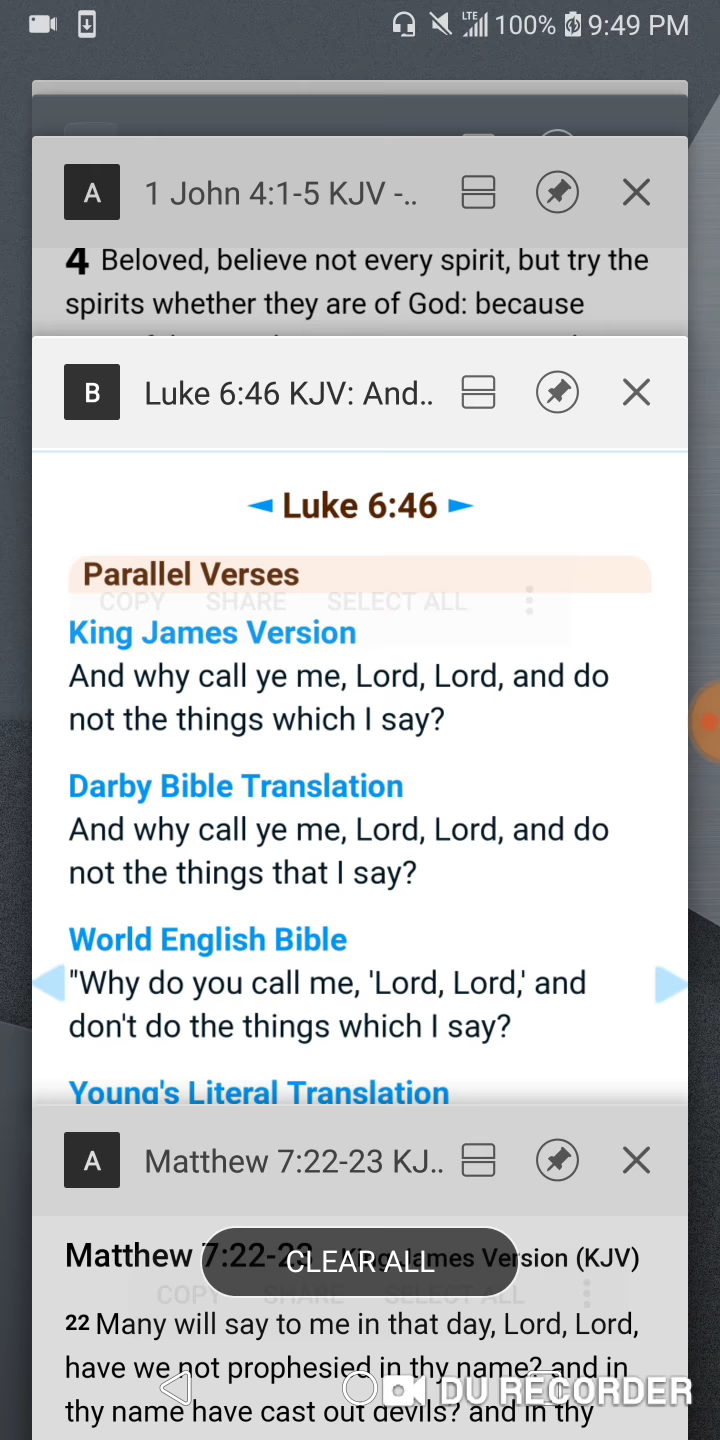 LTE 100% 9:49 PM
A 1 John 4:1-5 KJV -..
4 Beloved, believe not every spirit, but try the
spirits whether they are of God: because
B Luke 6:46 KJV: And..
Luke 6:46
Parallel Verses
COPY SHARE SELECT ALL
King James Version
And why call ye me, Lord, Lord, and do
not the things which I say?
Darby Bible Translation
And why call ye me, Lord, Lord, and do
not the things that I say?
World English Bible
"Why do you call me, 'Lord, Lord,' and
don't do the things which I say?
Young's Literal Translation
A Matthew 7:22-23 KJ..
Matthew 7:22-23 King James Version (KJV)
CLEAR ALL
COPY SHARE SELECT ALL
22 Many will say to me in that day, Lord, Lord,
have we not prophesied in thy name? and in
DU RECORDER
thy name have cast out devils? and in thy